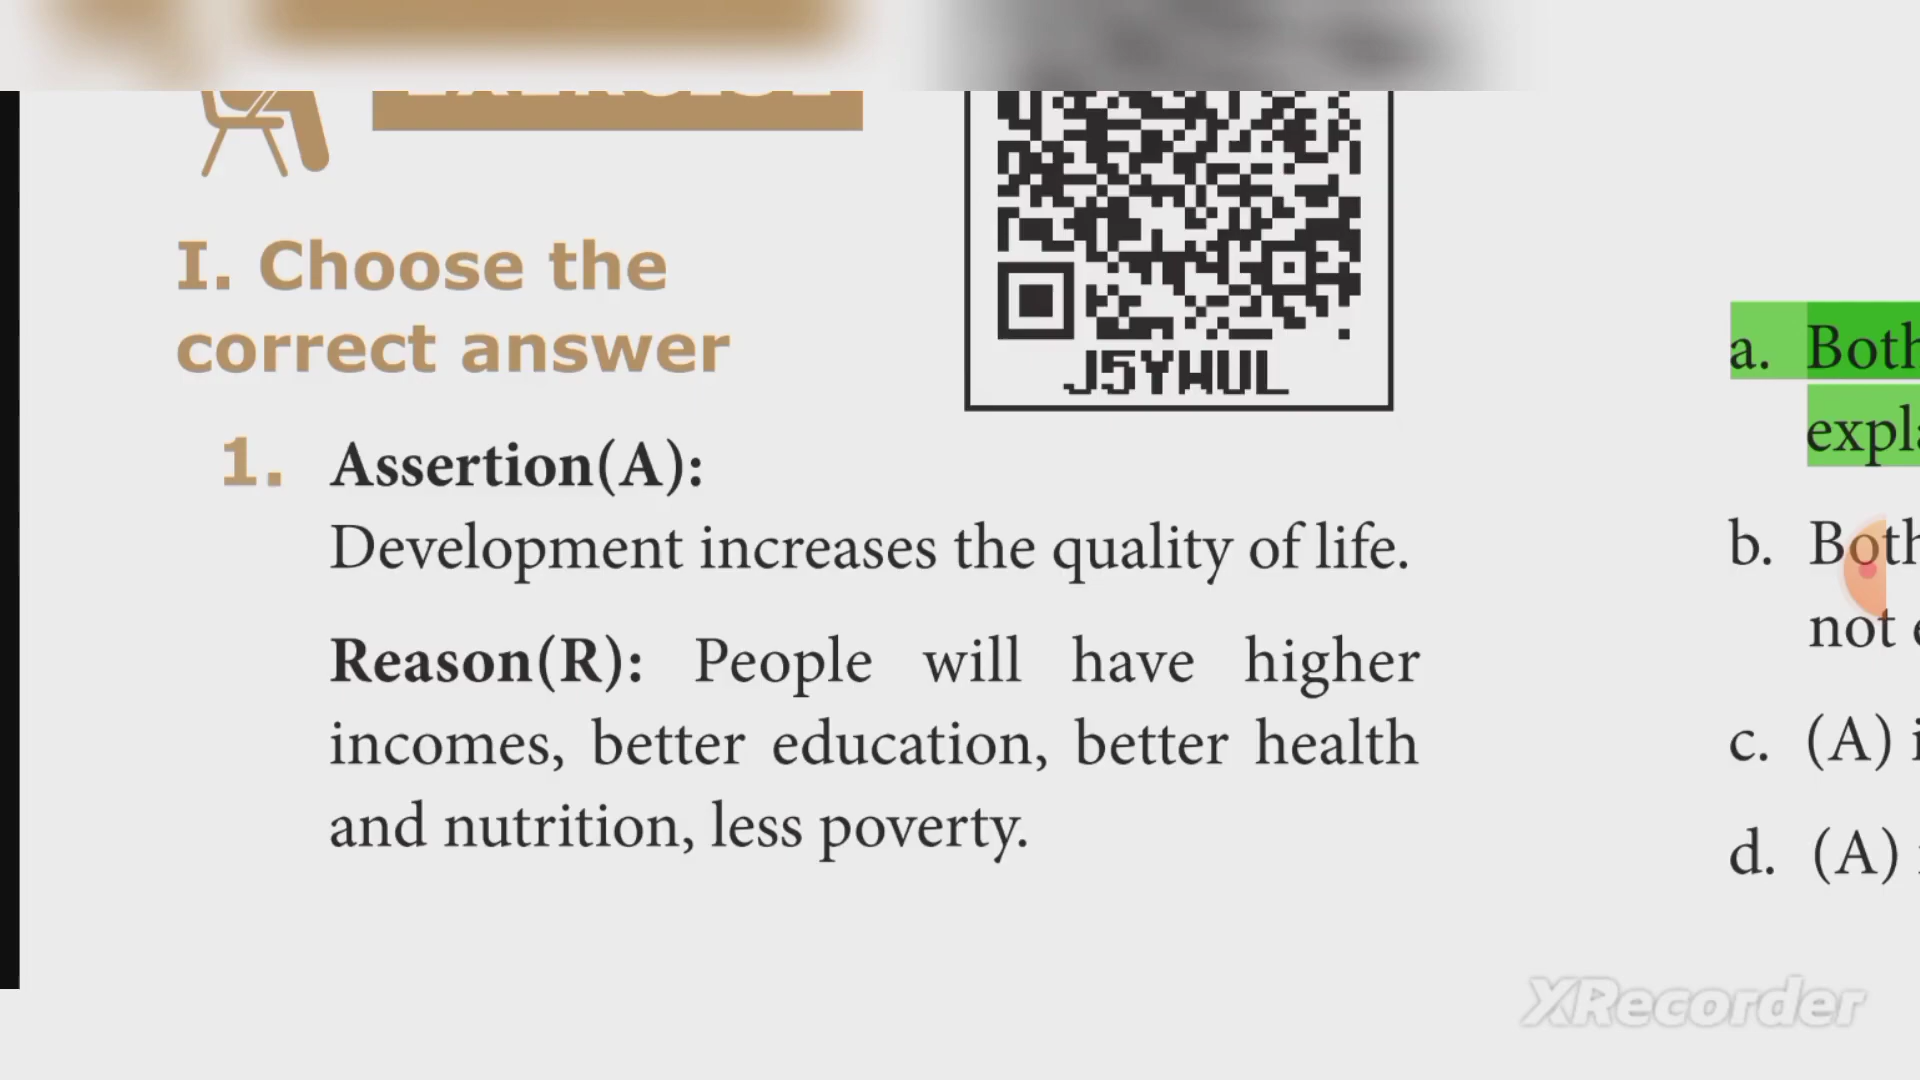 I. Choose the
correct answer
J5YWUL
1. Assertion(A):
Development increases the quality of life.
Reason(R): People will have higher
incomes, better education, better health
and nutrition, less poverty.
a. Both
b. Both
not
c. (A)
d. (A)
XRecorder